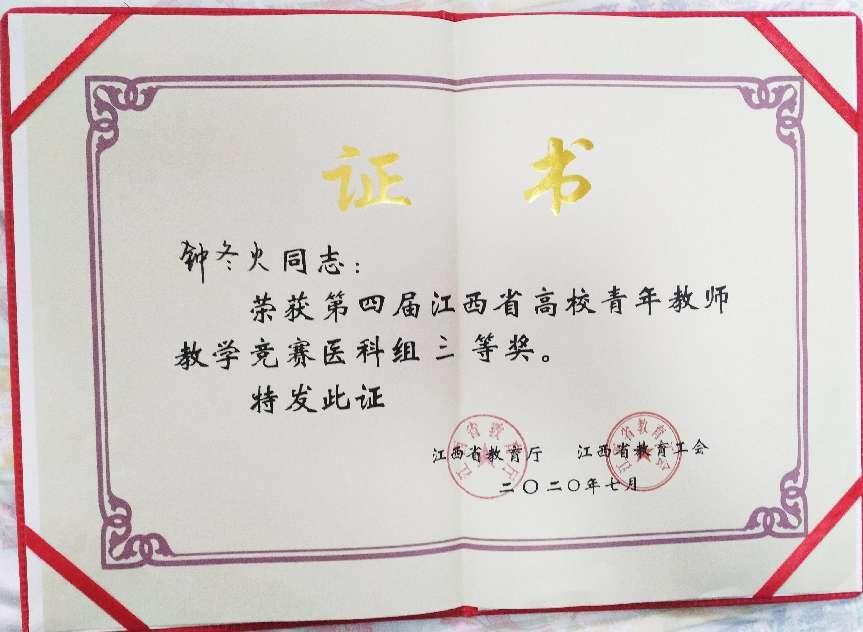 证 书
钟冬火同志：
荣获第四届江西省高校青年教师
教学竞赛医科组三等奖。
特发此证
江西省教育厅 江西省教育工会
二〇二〇年七月